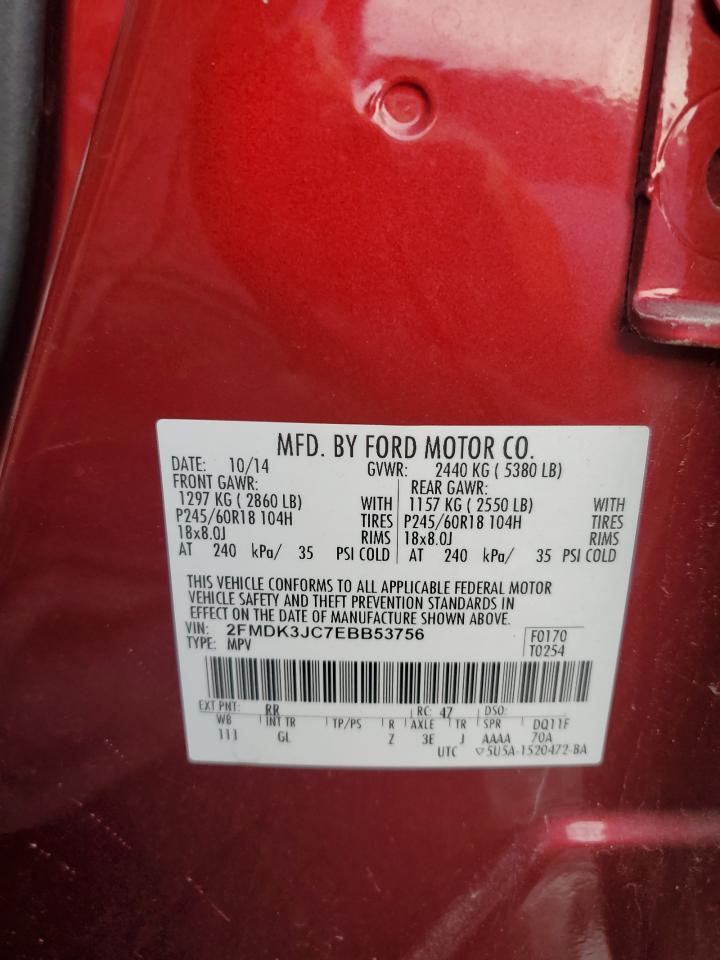 MFD. BY FORD MOTOR CO.
DATE: 10/14 GVWR: 2440 KG ( 5380 LB)
FRONT GAWR: REAR GAWR:
1297 KG ( 2860 LB) WITH 1157 KG ( 2550 LB) WITH
P245/60R18 104H TIRES P245/60R18 104H TIRES
18x8.0J RIMS 18x8.0J RIMS
AT 240 kPa/ 35 PSI COLD AT 240 kPa/ 35 PSI COLD
THIS VEHICLE CONFORMS TO ALL APPLICABLE FEDERAL MOTOR
VEHICLE SAFETY AND THEFT PREVENTION STANDARDS IN
EFFECT ON THE DATE OF MANUFACTURE SHOWN ABOVE.
VIN: 2FMDK3JC7EBB53756 F0170
TYPE: MPV T0254
EXT PNT: RR RC: 47 DSO:
WB INT TR TP/PS R AXLE TR SPR DQ11F
111 GL Z 3E J AAAA 70A
UTC ▽5U5A-1520472-BA